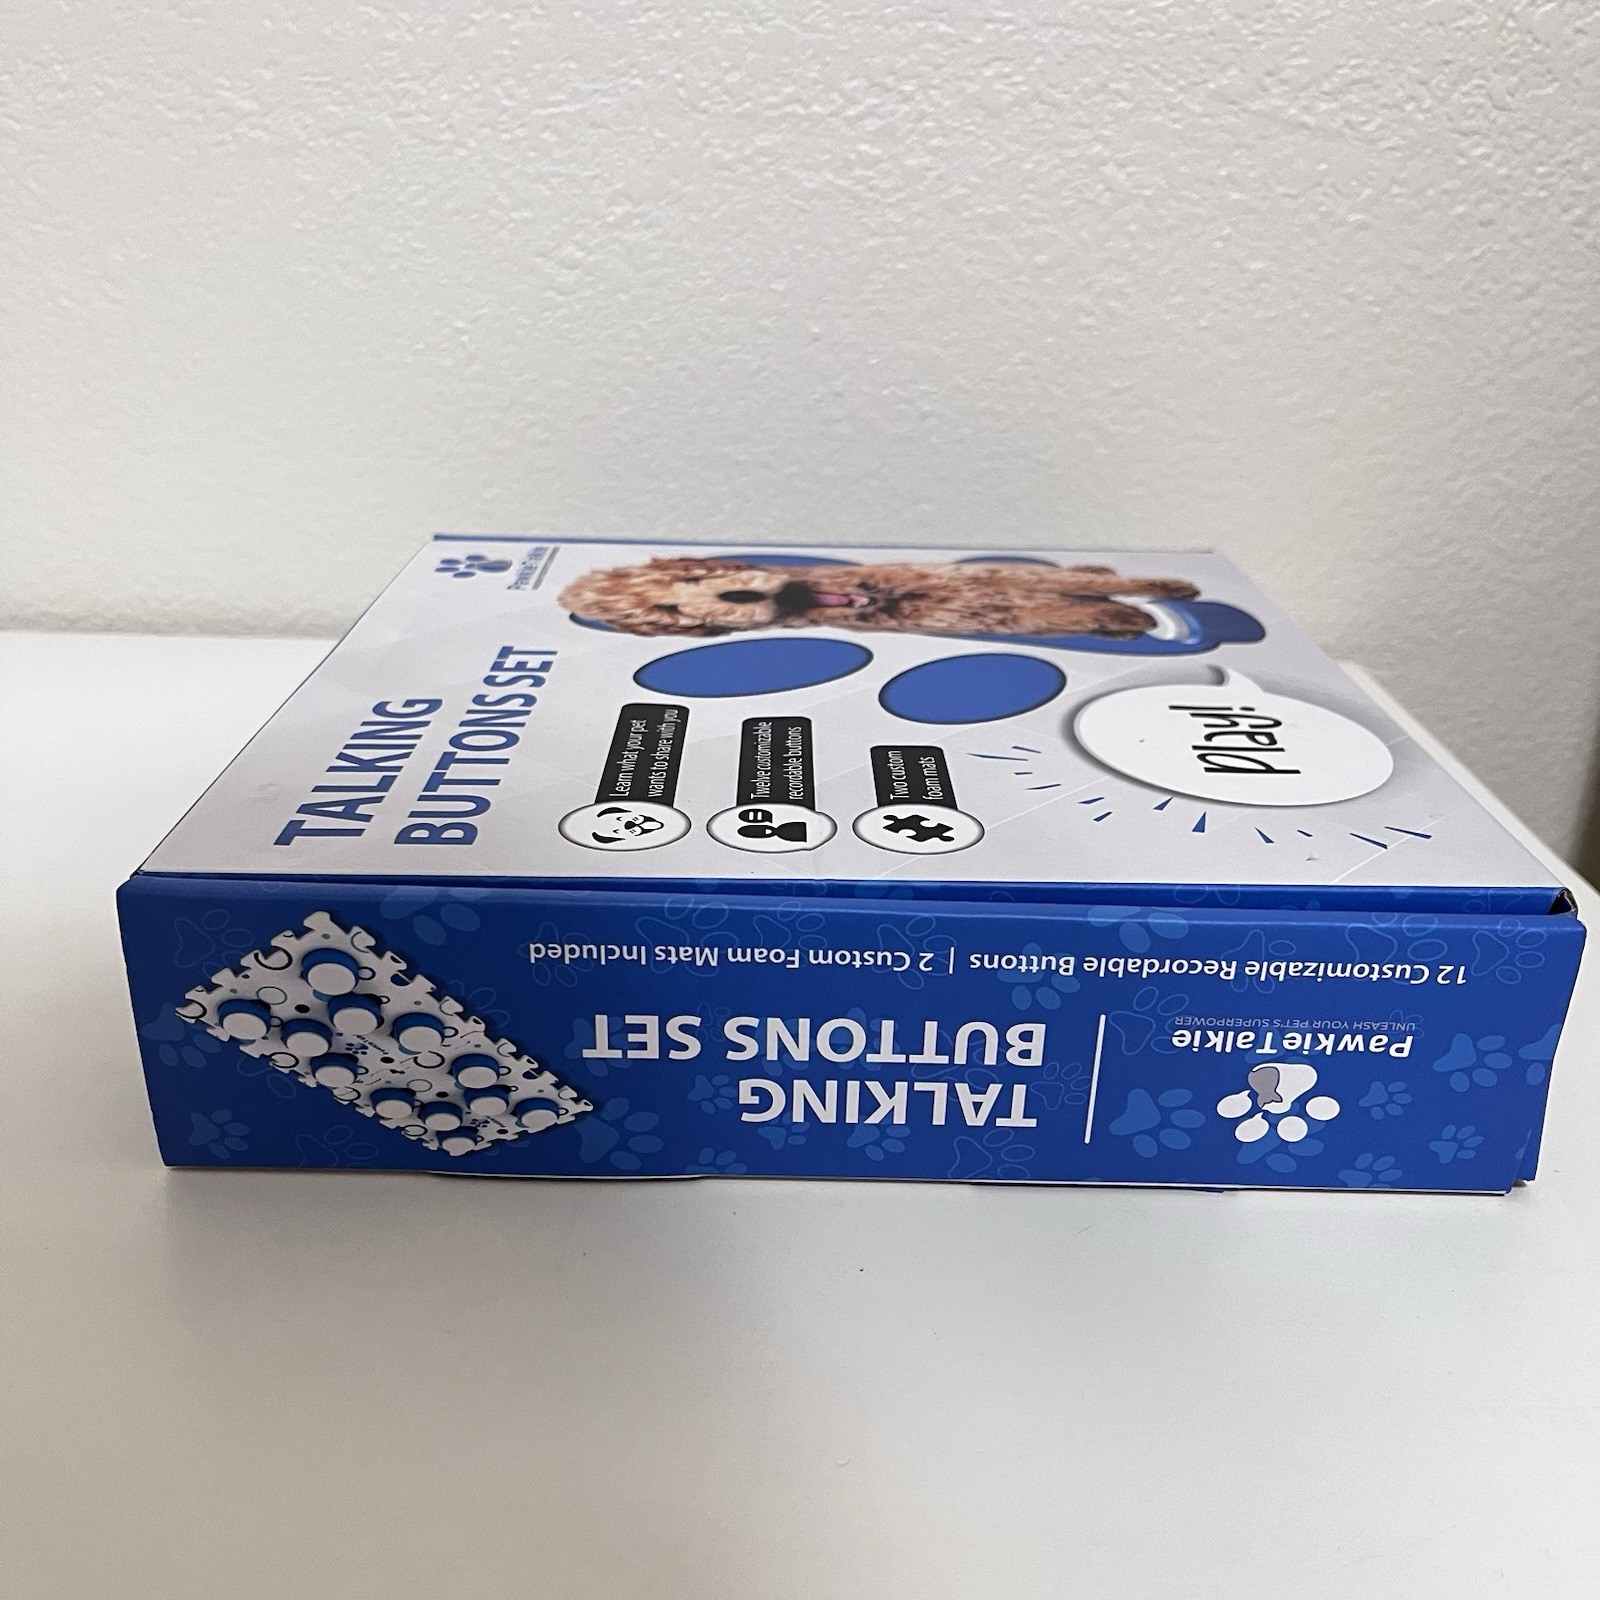 PawkieTalkie
TALKING
BUTTONS SET
Learn what your pet
wants to share with you
Twelve customizable
recordable buttons
Two custom
foam mats
Play!
PawkieTalkie
UNLEASH YOUR PET'S SUPERPOWER
TALKING
BUTTONS SET
12 Customizable Recordable Buttons | 2 Custom Foam Mats Included